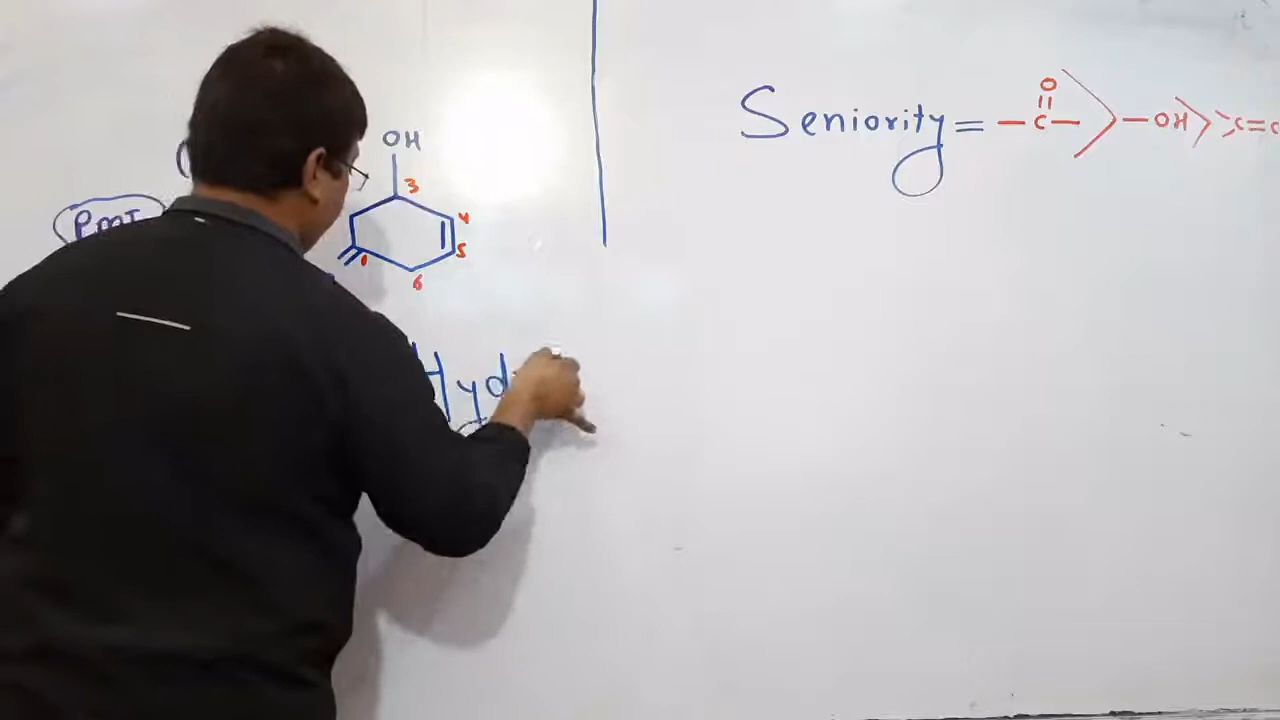 Seniority = – C – > – OH > >C=C
O
OH
3
PMT
4
5
1
6
Hyd